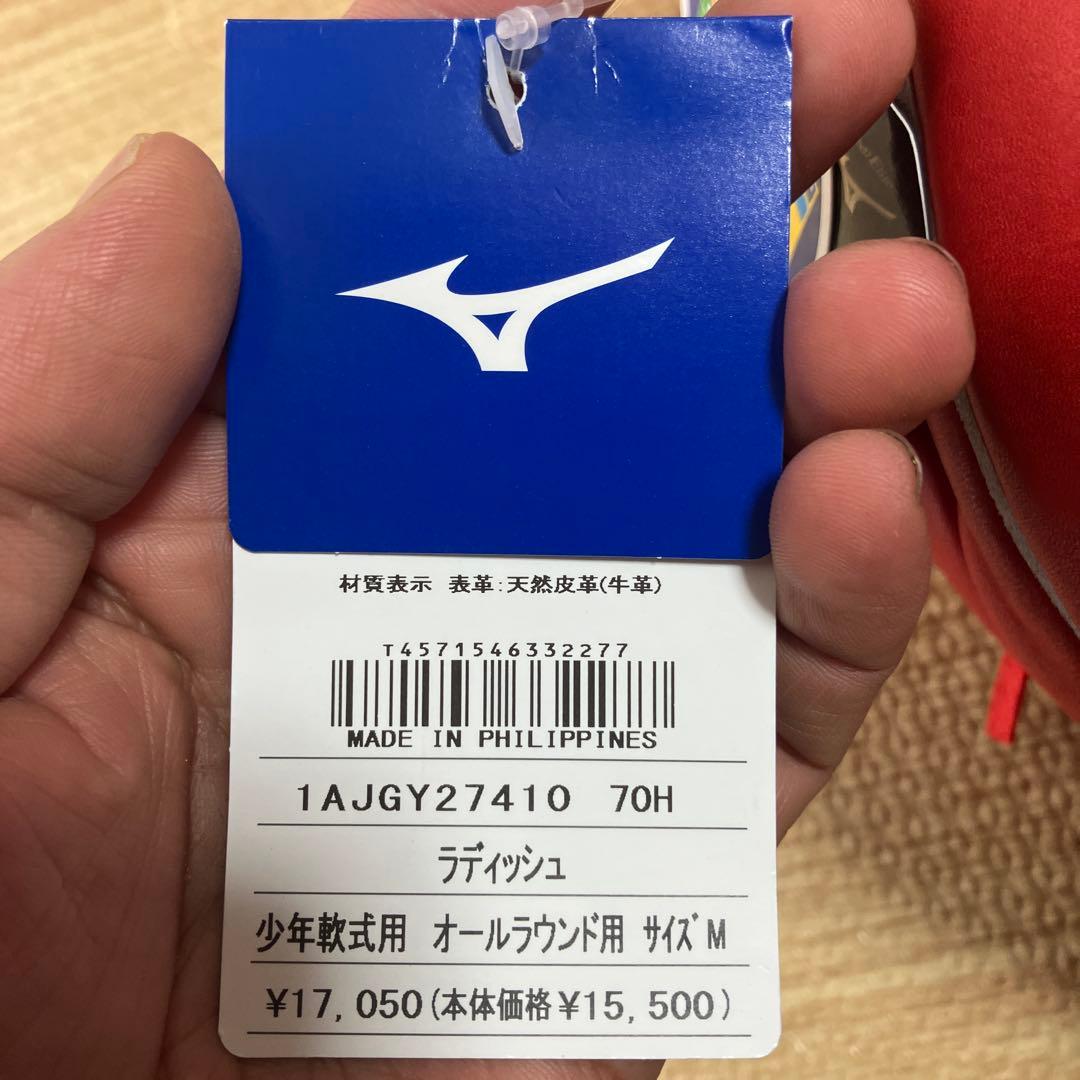 材質表示 表革:天然皮革(牛革)
T4571546332277
MADE IN PHILIPPINES
1AJGY27410 70H
ラディッシュ
少年軟式用 オールラウンド用 サイズM
¥17,050(本体価格¥15,500)